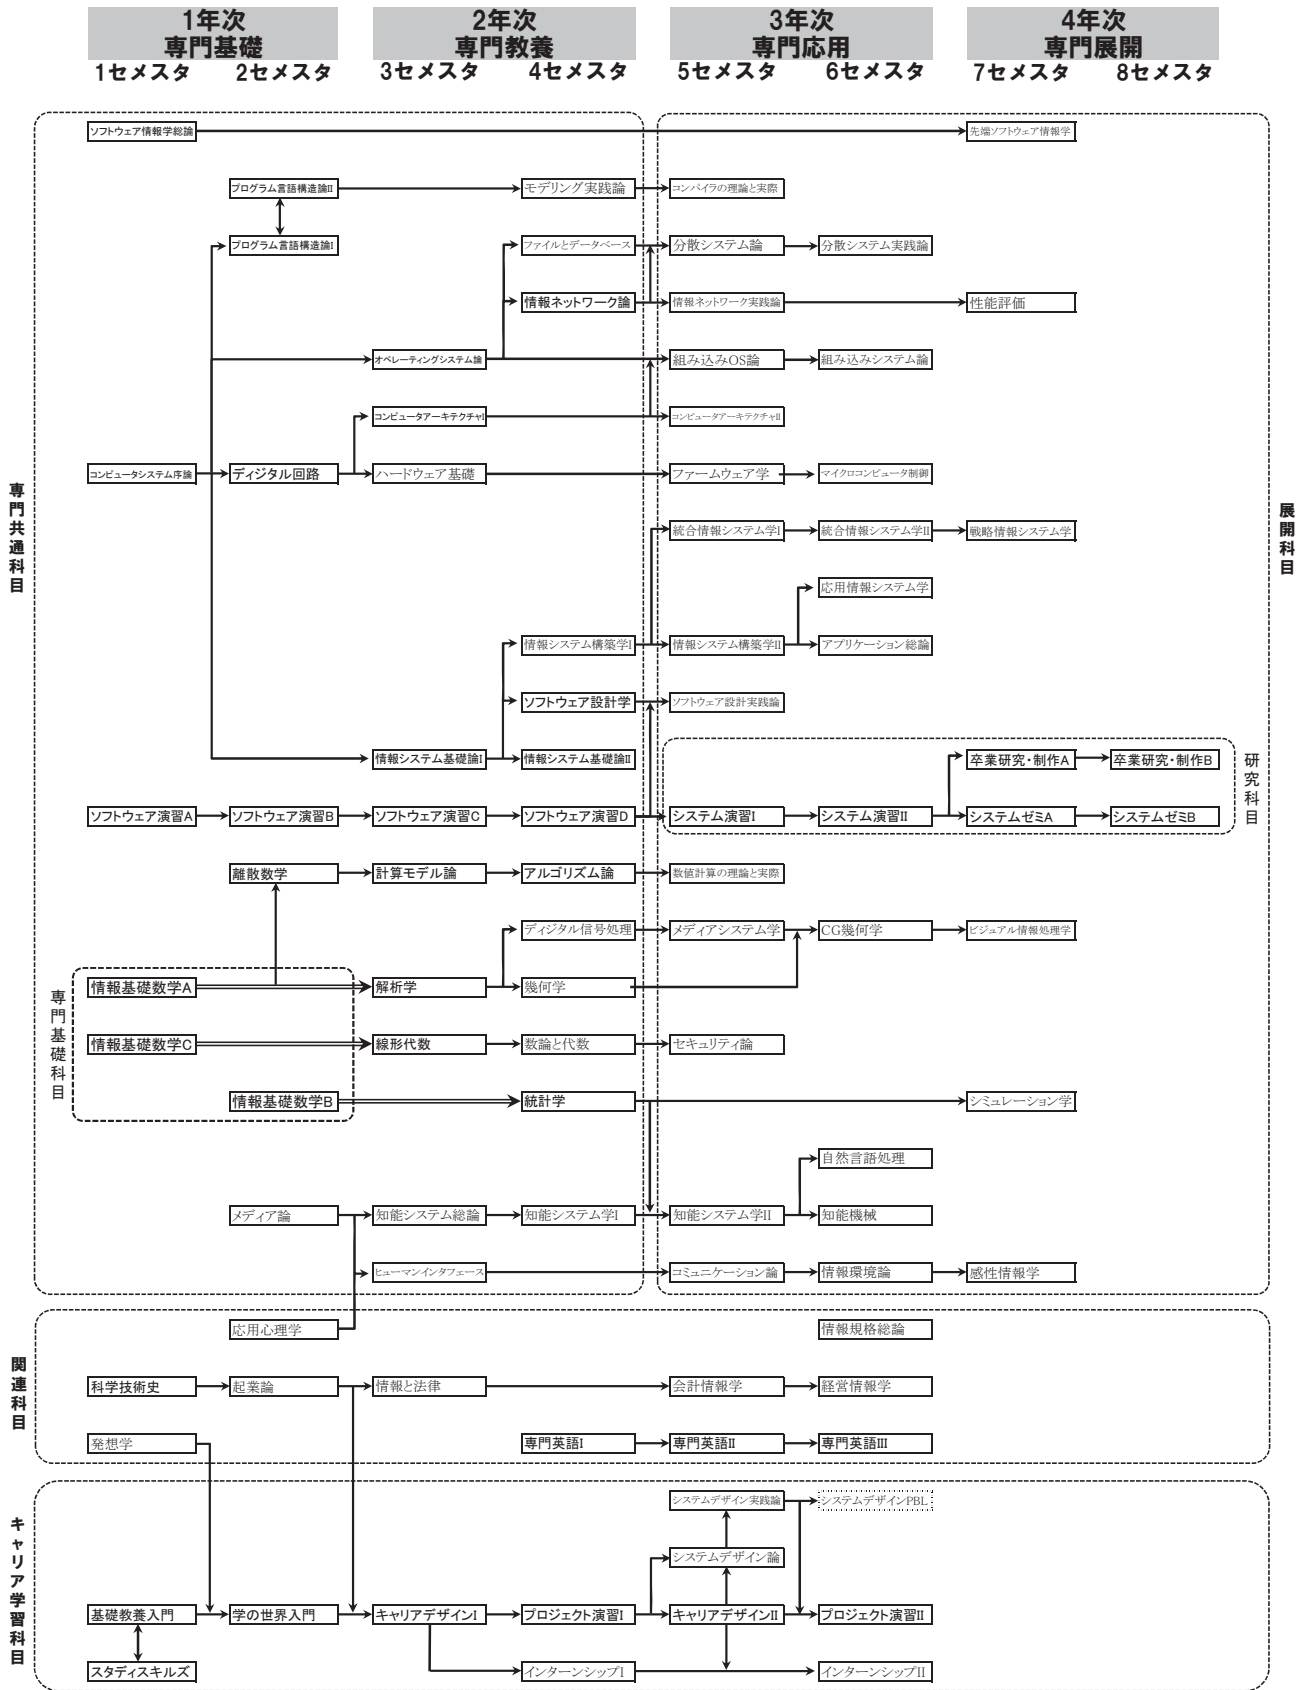 1年次
専門基礎
2年次
専門教養
3年次
専門応用
4年次
専門展開
1セメスタ 2セメスタ 3セメスタ 4セメスタ 5セメスタ 6セメスタ 7セメスタ 8セメスタ
ソフトウェア情報学総論 先端ソフトウェア情報学
プログラム言語構造論II モデリング実践論 コンパイラの理論と実際
プログラム言語構造論I ファイルとデータベース 分散システム論 分散システム実践論
情報ネットワーク論 情報ネットワーク実践論 性能評価
オペレーティングシステム論 組み込みOS論 組み込みシステム論
コンピュータアーキテクチャI コンピュータアーキテクチャII
コンピュータシステム序論 ディジタル回路 ハードウェア基礎 ファームウェア学 マイクロコンピュータ制御
専門共通科目
展開科目
統合情報システム学I 統合情報システム学II 戦略情報システム学
応用情報システム学
情報システム構築学I 情報システム構築学II アプリケーション総論
ソフトウェア設計学 ソフトウェア設計実践論
情報システム基礎論I 情報システム基礎論II 卒業研究・制作A 卒業研究・制作B
研究科目
ソフトウェア演習A ソフトウェア演習B ソフトウェア演習C ソフトウェア演習D システム演習I システム演習II システムゼミA システムゼミB
離散数学 計算モデル論 アルゴリズム論 数値計算の理論と実際
ディジタル信号処理 メディアシステム学 CG幾何学 ビジュアル情報処理学
情報基礎数学A 解析学 幾何学
専門基礎科目
情報基礎数学C 線形代数 数論と代数 セキュリティ論
情報基礎数学B 統計学 シミュレーション学
自然言語処理
メディア論 知能システム総論 知能システム学I 知能システム学II 知能機械
ヒューマンインタフェース コミュニケーション論 情報環境論 感性情報学
応用心理学 情報規格総論
関連科目
科学技術史 起業論 情報と法律 会計情報学 経営情報学
発想学 専門英語I 専門英語II 専門英語III
システムデザイン実践論 システムデザインPBL
キャリア学習科目
システムデザイン論
基礎教養入門 学の世界入門 キャリアデザインI プロジェクト演習I キャリアデザインII プロジェクト演習II
スタディスキルズ インターンシップI インターンシップII